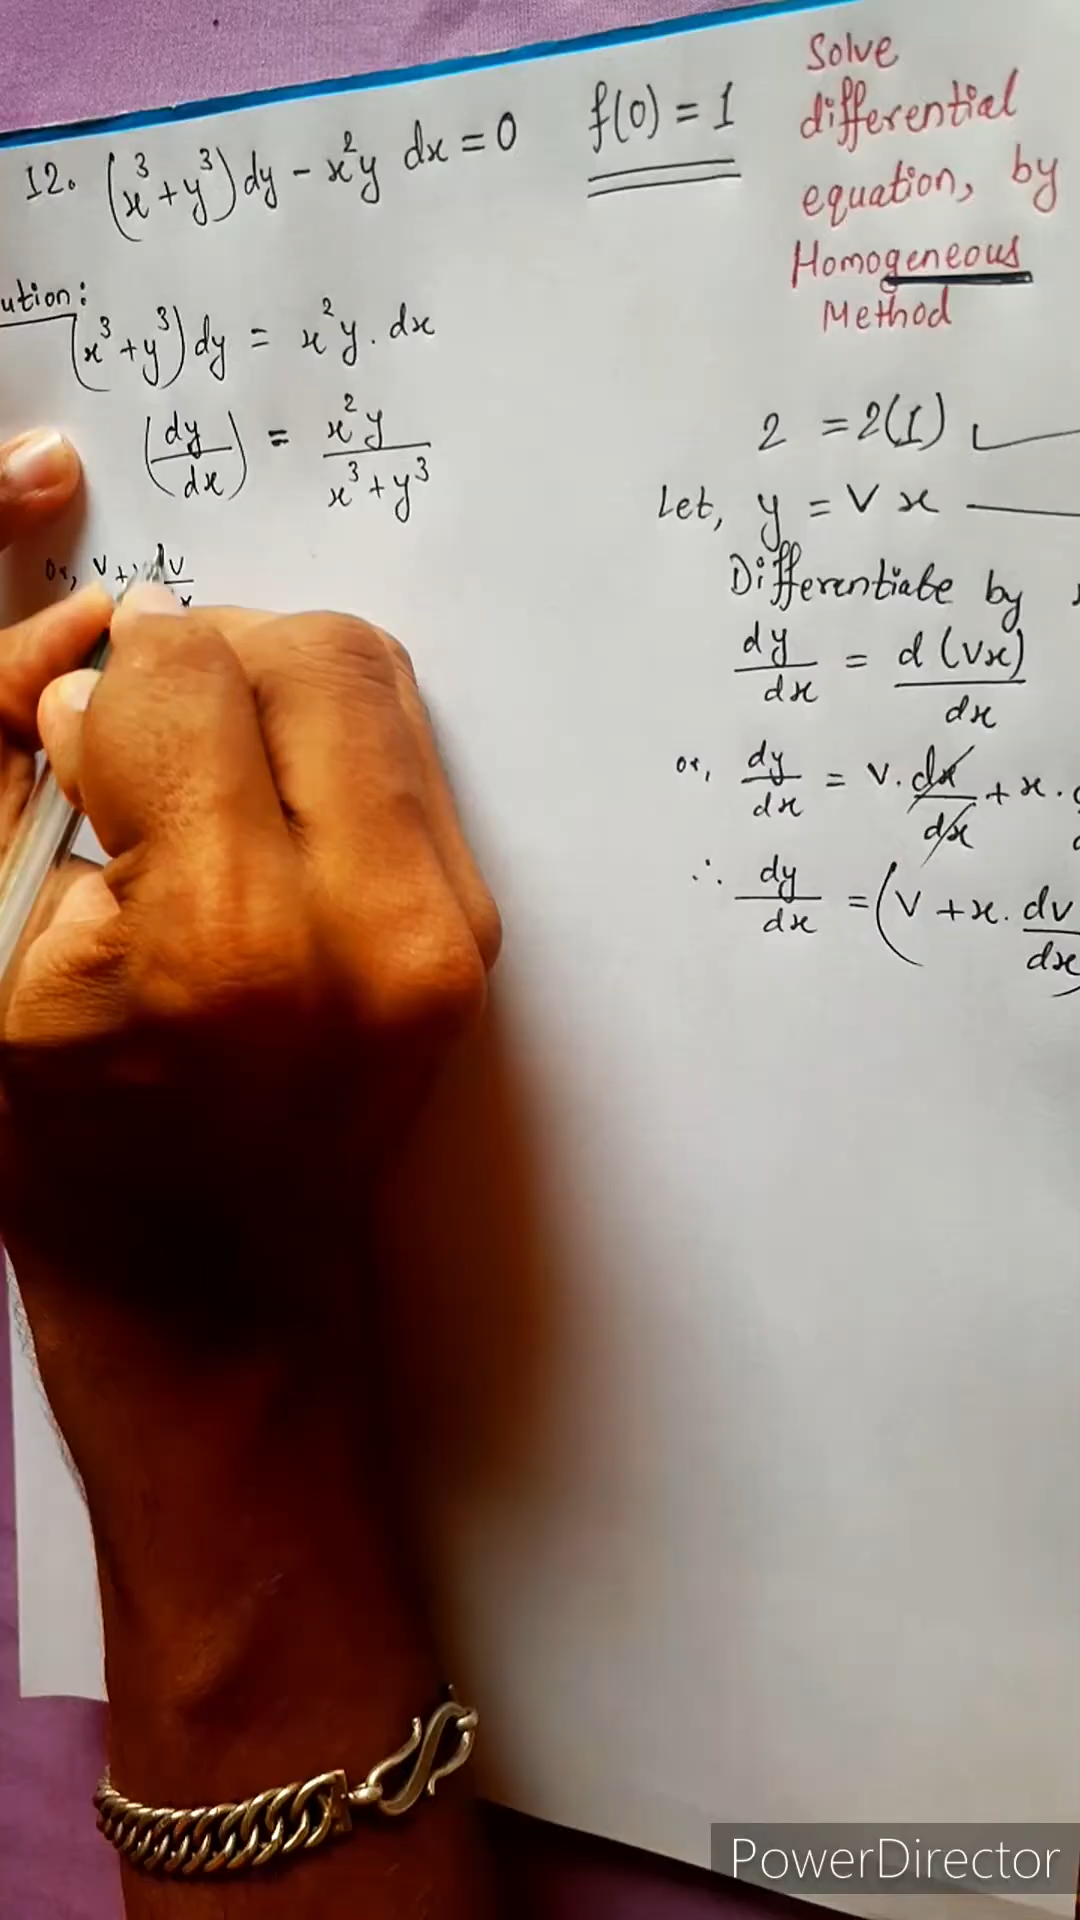 12. (x³+y³)dy - x²y dx = 0 f(0) = 1
Solve
differential
equation, by
Homogeneous
Method
ution:
(x³+y³)dy = x²y. dx
(dy/dx) = x²y/x³+y³
or, v+ dv
2 = 2(1)
Let, y = vx
Differentiate by
dy/dx = d(vx)/dx
or, dy/dx = v.dx/dx + x.
∴ dy/dx = (v + x. dv/dx)
PowerDirector